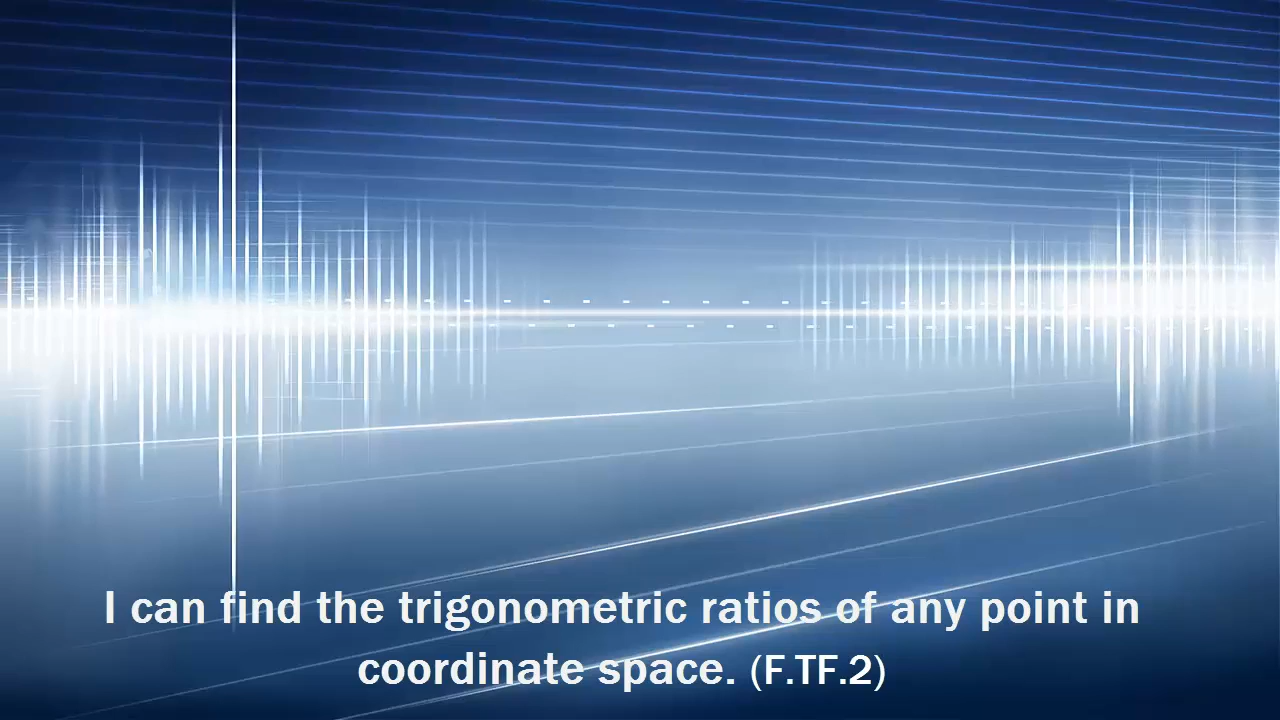 I can find the trigonometric ratios of any point in
coordinate space. (F.TF.2)